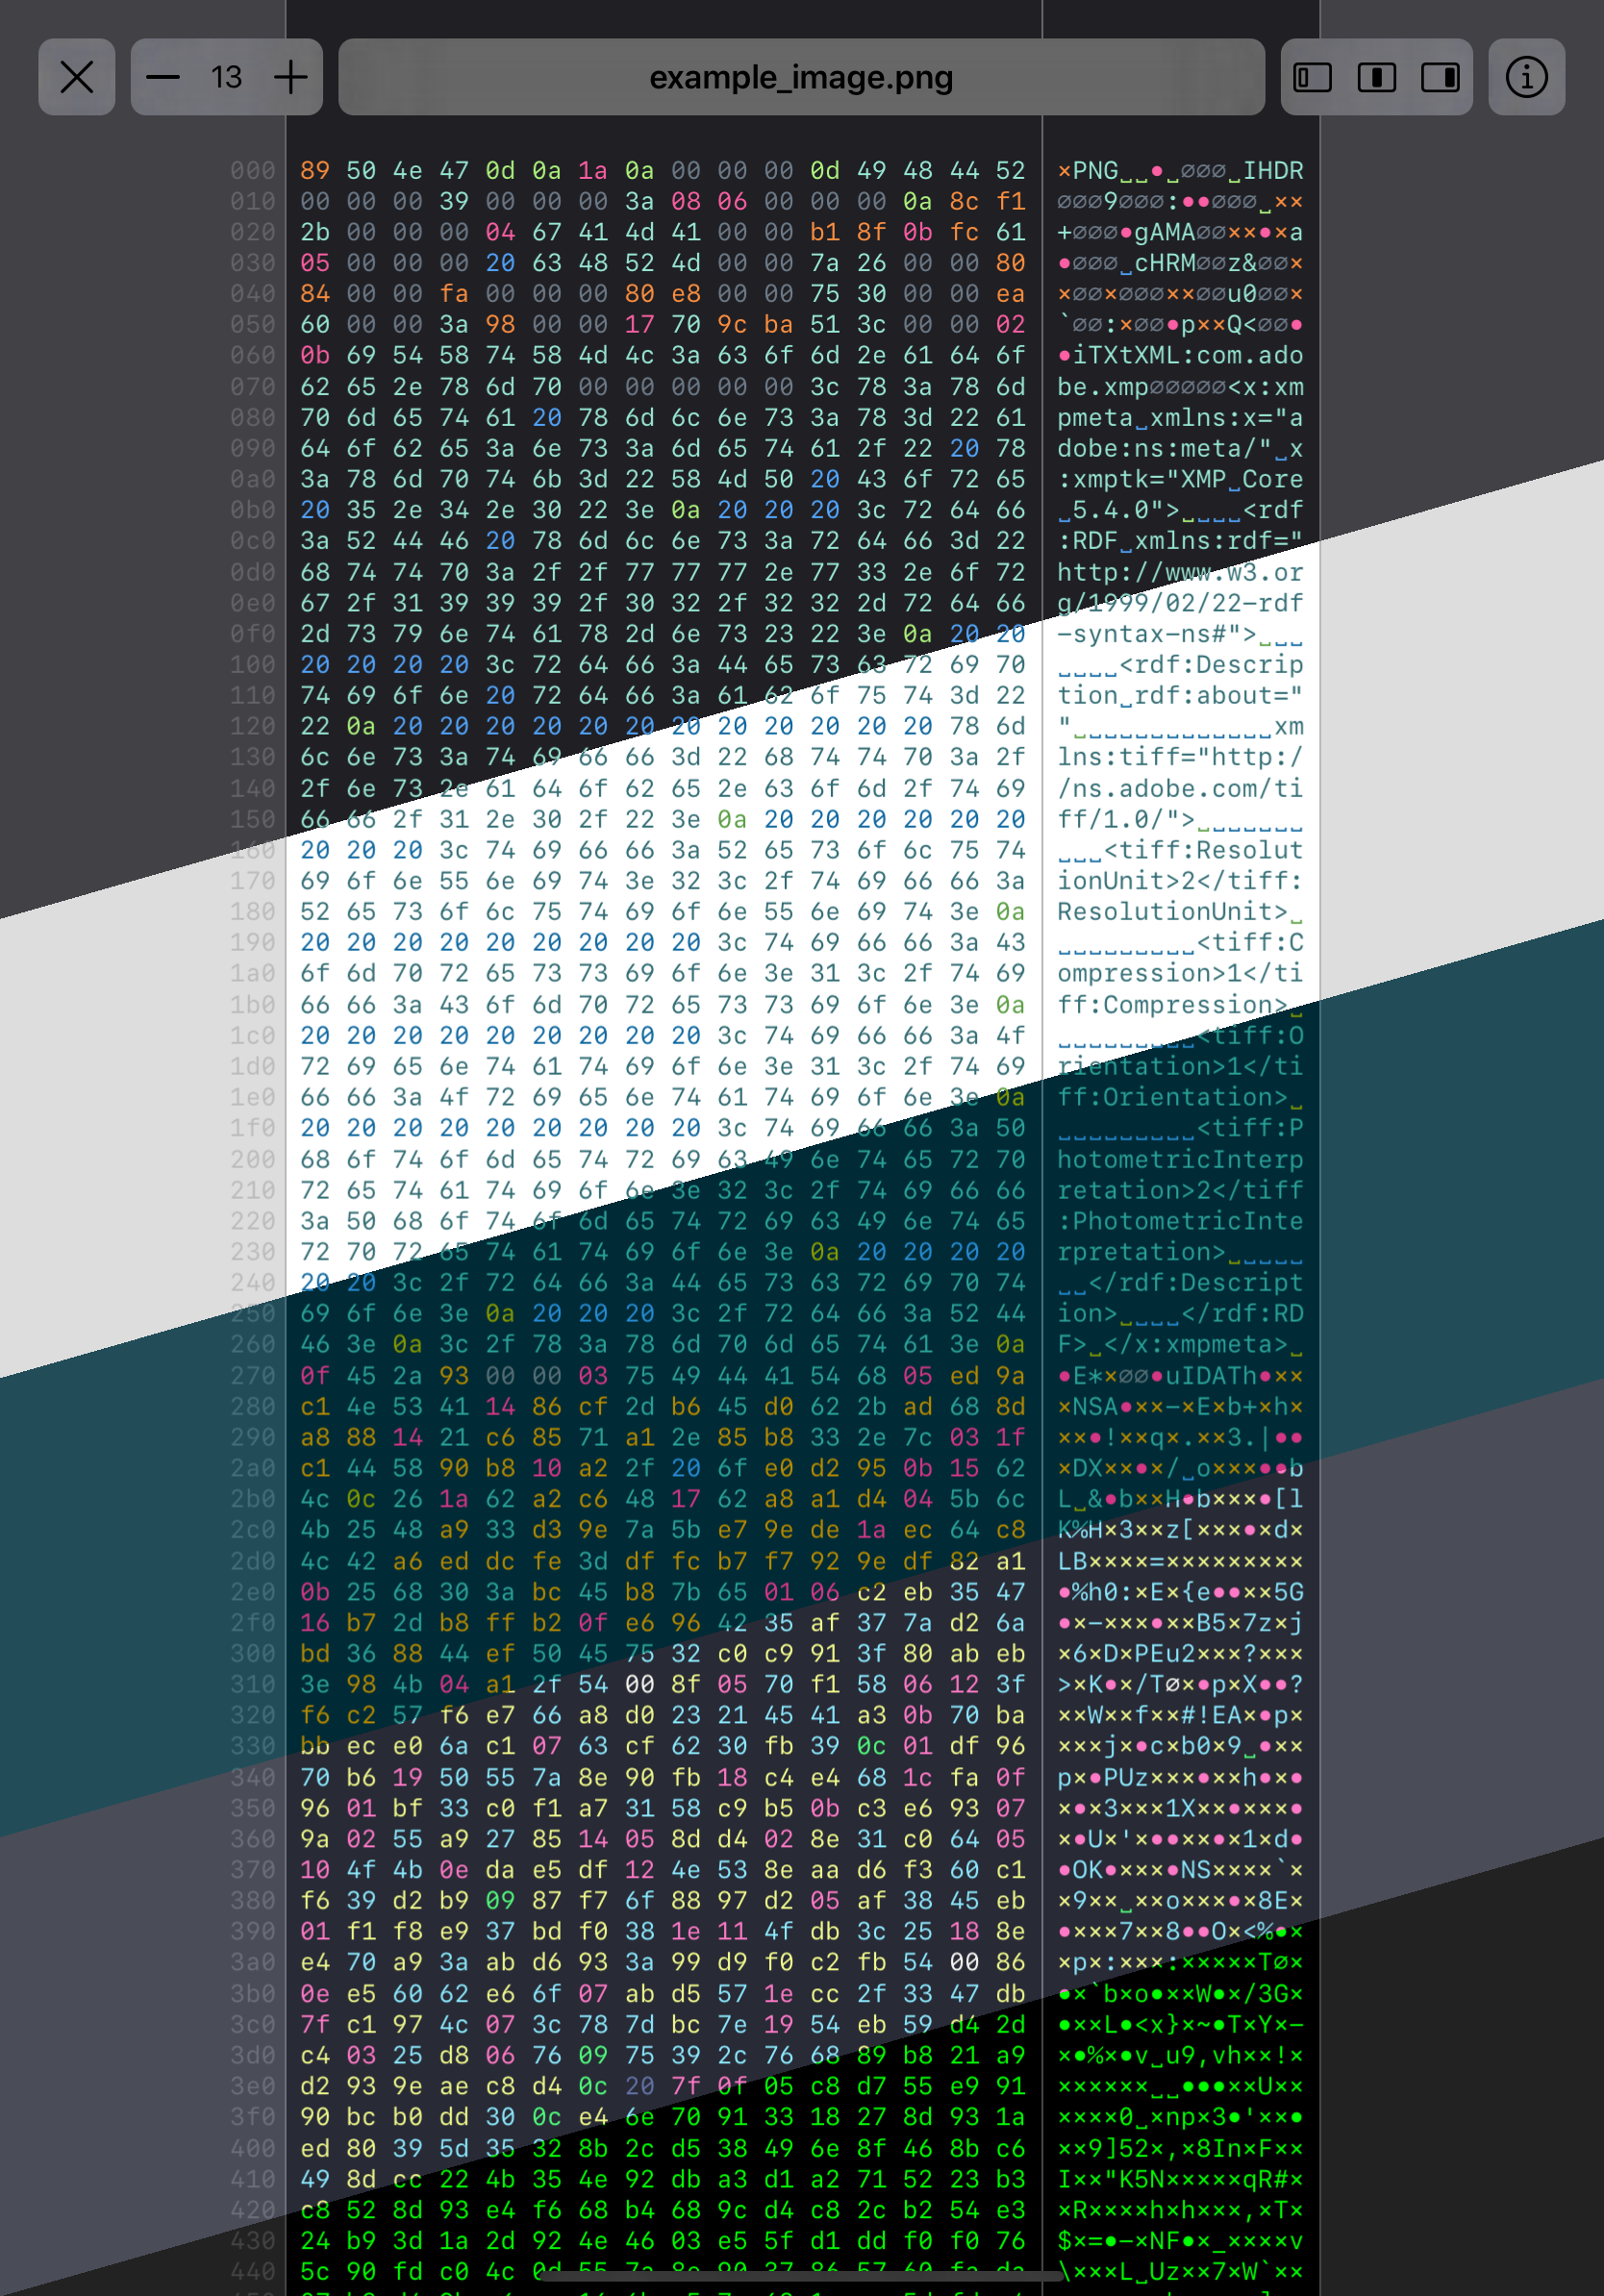 13
example_image.png
000 89 50 4e 47 0d 0a 1a 0a 00 00 00 0d 49 48 44 52 ×PNG␣␣•␣∅∅∅␣IHDR
010 00 00 00 39 00 00 00 3a 08 06 00 00 00 0a 8c f1 ∅∅∅9∅∅∅:••∅∅∅␣××
020 2b 00 00 00 04 67 41 4d 41 00 00 b1 8f 0b fc 61 +∅∅∅•gAMA∅∅××•×a
030 05 00 00 00 20 63 48 52 4d 00 00 7a 26 00 00 80 •∅∅∅␣cHRM∅∅z&∅∅×
040 84 00 00 fa 00 00 00 80 e8 00 00 75 30 00 00 ea ×∅∅×∅∅∅××∅∅u0∅∅×
050 60 00 00 3a 98 00 00 17 70 9c ba 51 3c 00 00 02 `∅∅:×∅∅•p××Q<∅∅•
060 0b 69 54 58 74 58 4d 4c 3a 63 6f 6d 2e 61 64 6f •iTXtXML:com.ado
070 62 65 2e 78 6d 70 00 00 00 00 00 3c 78 3a 78 6d be.xmp∅∅∅∅∅<x:xm
080 70 6d 65 74 61 20 78 6d 6c 6e 73 3a 78 3d 22 61 pmeta␣xmlns:x="a
090 64 6f 62 65 3a 6e 73 3a 6d 65 74 61 2f 22 20 78 dobe:ns:meta/"␣x
0a0 3a 78 6d 70 74 6b 3d 22 58 4d 50 20 43 6f 72 65 :xmptk="XMP␣Core
0b0 20 35 2e 34 2e 30 22 3e 0a 20 20 20 3c 72 64 66 ␣5.4.0">␣␣␣␣<rdf
0c0 3a 52 44 46 20 78 6d 6c 6e 73 3a 72 64 66 3d 22 :RDF␣xmlns:rdf="
0d0 68 74 74 70 3a 2f 2f 77 77 77 2e 77 33 2e 6f 72 http://www.w3.or
0e0 67 2f 31 39 39 39 2f 30 32 2f 32 32 2d 72 64 66 g/1999/02/22-rdf
0f0 2d 73 79 6e 74 61 78 2d 6e 73 23 22 3e 0a 20 20 -syntax-ns#">␣␣␣
100 20 20 20 20 3c 72 64 66 3a 44 65 73 63 72 69 70 ␣␣␣␣<rdf:Descrip
110 74 69 6f 6e 20 72 64 66 3a 61 62 6f 75 74 3d 22 tion␣rdf:about="
120 22 0a 20 20 20 20 20 20 20 20 20 20 20 20 78 6d "␣␣␣␣␣␣␣␣␣␣␣␣␣xm
130 6c 6e 73 3a 74 69 66 66 3d 22 68 74 74 70 3a 2f lns:tiff="http:/
140 2f 6e 73 2e 61 64 6f 62 65 2e 63 6f 6d 2f 74 69 /ns.adobe.com/ti
150 66 66 2f 31 2e 30 2f 22 3e 0a 20 20 20 20 20 20 ff/1.0/">␣␣␣␣␣␣␣
160 20 20 20 3c 74 69 66 66 3a 52 65 73 6f 6c 75 74 ␣␣␣<tiff:Resolut
170 69 6f 6e 55 6e 69 74 3e 32 3c 2f 74 69 66 66 3a ionUnit>2</tiff:
180 52 65 73 6f 6c 75 74 69 6f 6e 55 6e 69 74 3e 0a ResolutionUnit>␣
190 20 20 20 20 20 20 20 20 20 3c 74 69 66 66 3a 43 ␣␣␣␣␣␣␣␣␣<tiff:C
1a0 6f 6d 70 72 65 73 73 69 6f 6e 3e 31 3c 2f 74 69 ompression>1</ti
1b0 66 66 3a 43 6f 6d 70 72 65 73 73 69 6f 6e 3e 0a ff:Compression>␣
1c0 20 20 20 20 20 20 20 20 20 3c 74 69 66 66 3a 4f ␣␣␣␣␣␣␣␣␣<tiff:O
1d0 72 69 65 6e 74 61 74 69 6f 6e 3e 31 3c 2f 74 69 rientation>1</ti
1e0 66 66 3a 4f 72 69 65 6e 74 61 74 69 6f 6e 3e 0a ff:Orientation>␣
1f0 20 20 20 20 20 20 20 20 20 3c 74 69 66 66 3a 50 ␣␣␣␣␣␣␣␣␣<tiff:P
200 68 6f 74 6f 6d 65 74 72 69 63 49 6e 74 65 72 70 hotometricInterp
210 72 65 74 61 74 69 6f 6e 3e 32 3c 2f 74 69 66 66 retation>2</tiff
220 3a 50 68 6f 74 6f 6d 65 74 72 69 63 49 6e 74 65 :PhotometricInte
230 72 70 72 65 74 61 74 69 6f 6e 3e 0a 20 20 20 20 rpretation>␣␣␣␣␣
240 20 20 3c 2f 72 64 66 3a 44 65 73 63 72 69 70 74 ␣␣</rdf:Descript
250 69 6f 6e 3e 0a 20 20 20 3c 2f 72 64 66 3a 52 44 ion>␣␣␣␣</rdf:RD
260 46 3e 0a 3c 2f 78 3a 78 6d 70 6d 65 74 61 3e 0a F>␣</x:xmpmeta>␣
270 0f 45 2a 93 00 00 03 75 49 44 41 54 68 05 ed 9a •E*×∅∅•uIDATh•××
280 c1 4e 53 41 14 86 cf 2d b6 45 d0 62 2b ad 68 8d ×NSA•××-×E×b+×h×
290 a8 88 14 21 c6 85 71 a1 2e 85 b8 33 2e 7c 03 1f ××•!××q×.××3.|••
2a0 c1 44 58 90 b8 10 a2 2f 20 6f e0 d2 95 0b 15 62 ×DX××•×/␣o×××••b
2b0 4c 0c 26 1a 62 a2 c6 48 17 62 a8 a1 d4 04 5b 6c L␣&•b××H•b×××•[l
2c0 4b 25 48 a9 33 d3 9e 7a 5b e7 9e de 1a ec 64 c8 K%H×3××z[×××•×d×
2d0 4c 42 a6 ed dc fe 3d df fc b7 f7 92 9e df 82 a1 LB××××=×××××××××
2e0 0b 25 68 30 3a bc 45 b8 7b 65 01 06 c2 eb 35 47 •%h0:×E×{e••××5G
2f0 16 b7 2d b8 ff b2 0f e6 96 42 35 af 37 7a d2 6a •×-×××•××B5×7z×j
300 bd 36 88 44 ef 50 45 75 32 c0 c9 91 3f 80 ab eb ×6×D×PEu2×××?×××
310 3e 98 4b 04 a1 2f 54 00 8f 05 70 f1 58 06 12 3f >×K•×/T∅×•p×X••?
320 f6 c2 57 f6 e7 66 a8 d0 23 21 45 41 a3 0b 70 ba ××W××f××#!EA×•p×
330 bb ec e0 6a c1 07 63 cf 62 30 fb 39 0c 01 df 96 ×××j×•c×b0×9␣•××
340 70 b6 19 50 55 7a 8e 90 fb 18 c4 e4 68 1c fa 0f p×•PUz×××•××h•×•
350 96 01 bf 33 c0 f1 a7 31 58 c9 b5 0b c3 e6 93 07 ×•×3×××1X××•×××•
360 9a 02 55 a9 27 85 14 05 8d d4 02 8e 31 c0 64 05 ×•U×'×••××•×1×d•
370 10 4f 4b 0e da e5 df 12 4e 53 8e aa d6 f3 60 c1 •OK•×××•NS××××`×
380 f6 39 d2 b9 09 87 f7 6f 88 97 d2 05 af 38 45 eb ×9××␣××o×××•×8E×
390 01 f1 f8 e9 37 bd f0 38 1e 11 4f db 3c 25 18 8e •×××7××8••O×<%•×
3a0 e4 70 a9 3a ab d6 93 3a 99 d9 f0 c2 fb 54 00 86 ×p×:×××:×××××T∅×
3b0 0e e5 60 62 e6 6f 07 ab d5 57 1e cc 2f 33 47 db •×`b×o•××W•×/3G×
3c0 7f c1 97 4c 07 3c 78 7d bc 7e 19 54 eb 59 d4 2d •××L•<x}×~•T×Y×-
3d0 c4 03 25 d8 06 76 09 75 39 2c 76 68 89 b8 21 a9 ×•%×•v␣u9,vh××!×
3e0 d2 93 9e ae c8 d4 0c 20 7f 0f 05 c8 d7 55 e9 91 ××××××␣␣•••××U××
3f0 90 bc b0 dd 30 0c e4 6e 70 91 33 18 27 8d 93 1a ××××0␣×np×3•'××•
400 ed 80 39 5d 35 32 8b 2c d5 38 49 6e 8f 46 8b c6 ××9]52×,×8In×F××
410 49 8d cc 22 4b 35 4e 92 db a3 d1 a2 71 52 23 b3 I××"K5N×××××qR#×
420 c8 52 8d 93 e4 f6 68 b4 68 9c d4 c8 2c b2 54 e3 ×R××××h×h×××,×T×
430 24 b9 3d 1a 2d 92 4e 46 03 e5 5f d1 dd f0 f0 76 $×=•-×NF•×_××××v
440 5c 90 fd c0 4c 0d 55 7a 8e 90 37 86 57 60 fa da \×××L␣Uz××7×W`××